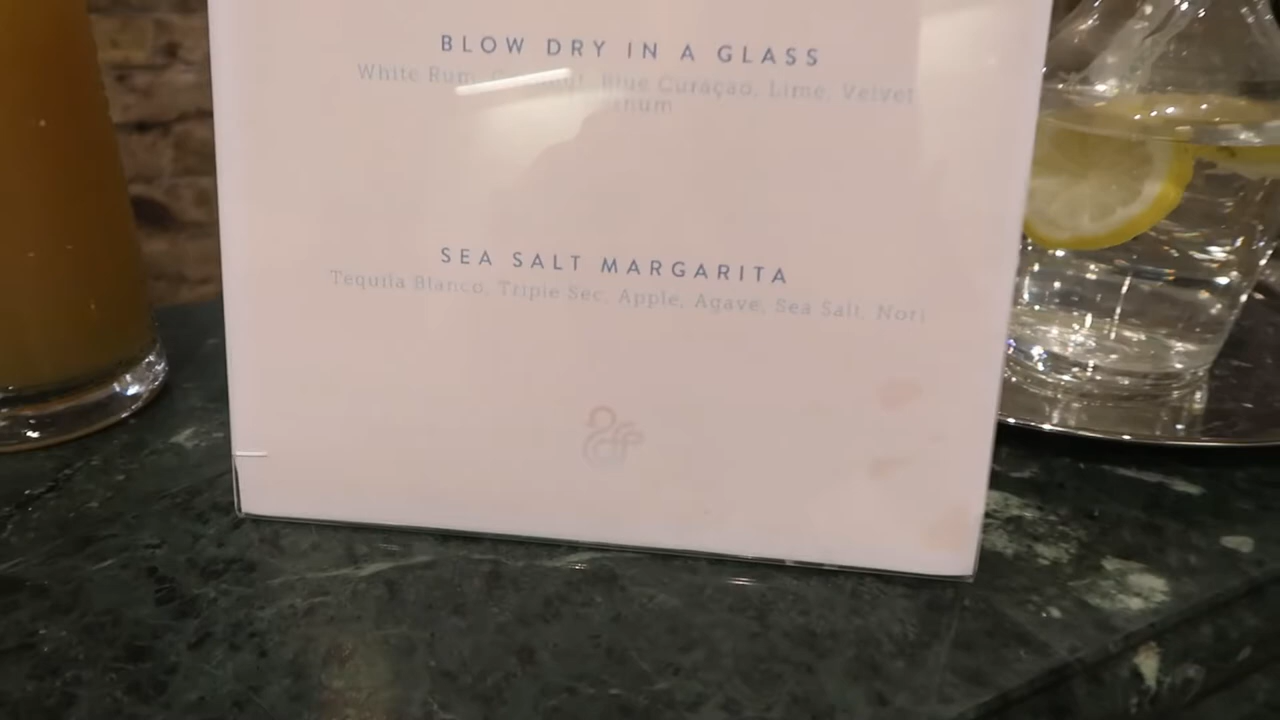 BLOW DRY IN A GLASS
White Rum, Blue Curaçao, Lime, Velvet
SEA SALT MARGARITA
Tequila Blanco, Triple Sec, Apple, Agave, Sea Salt, Nori